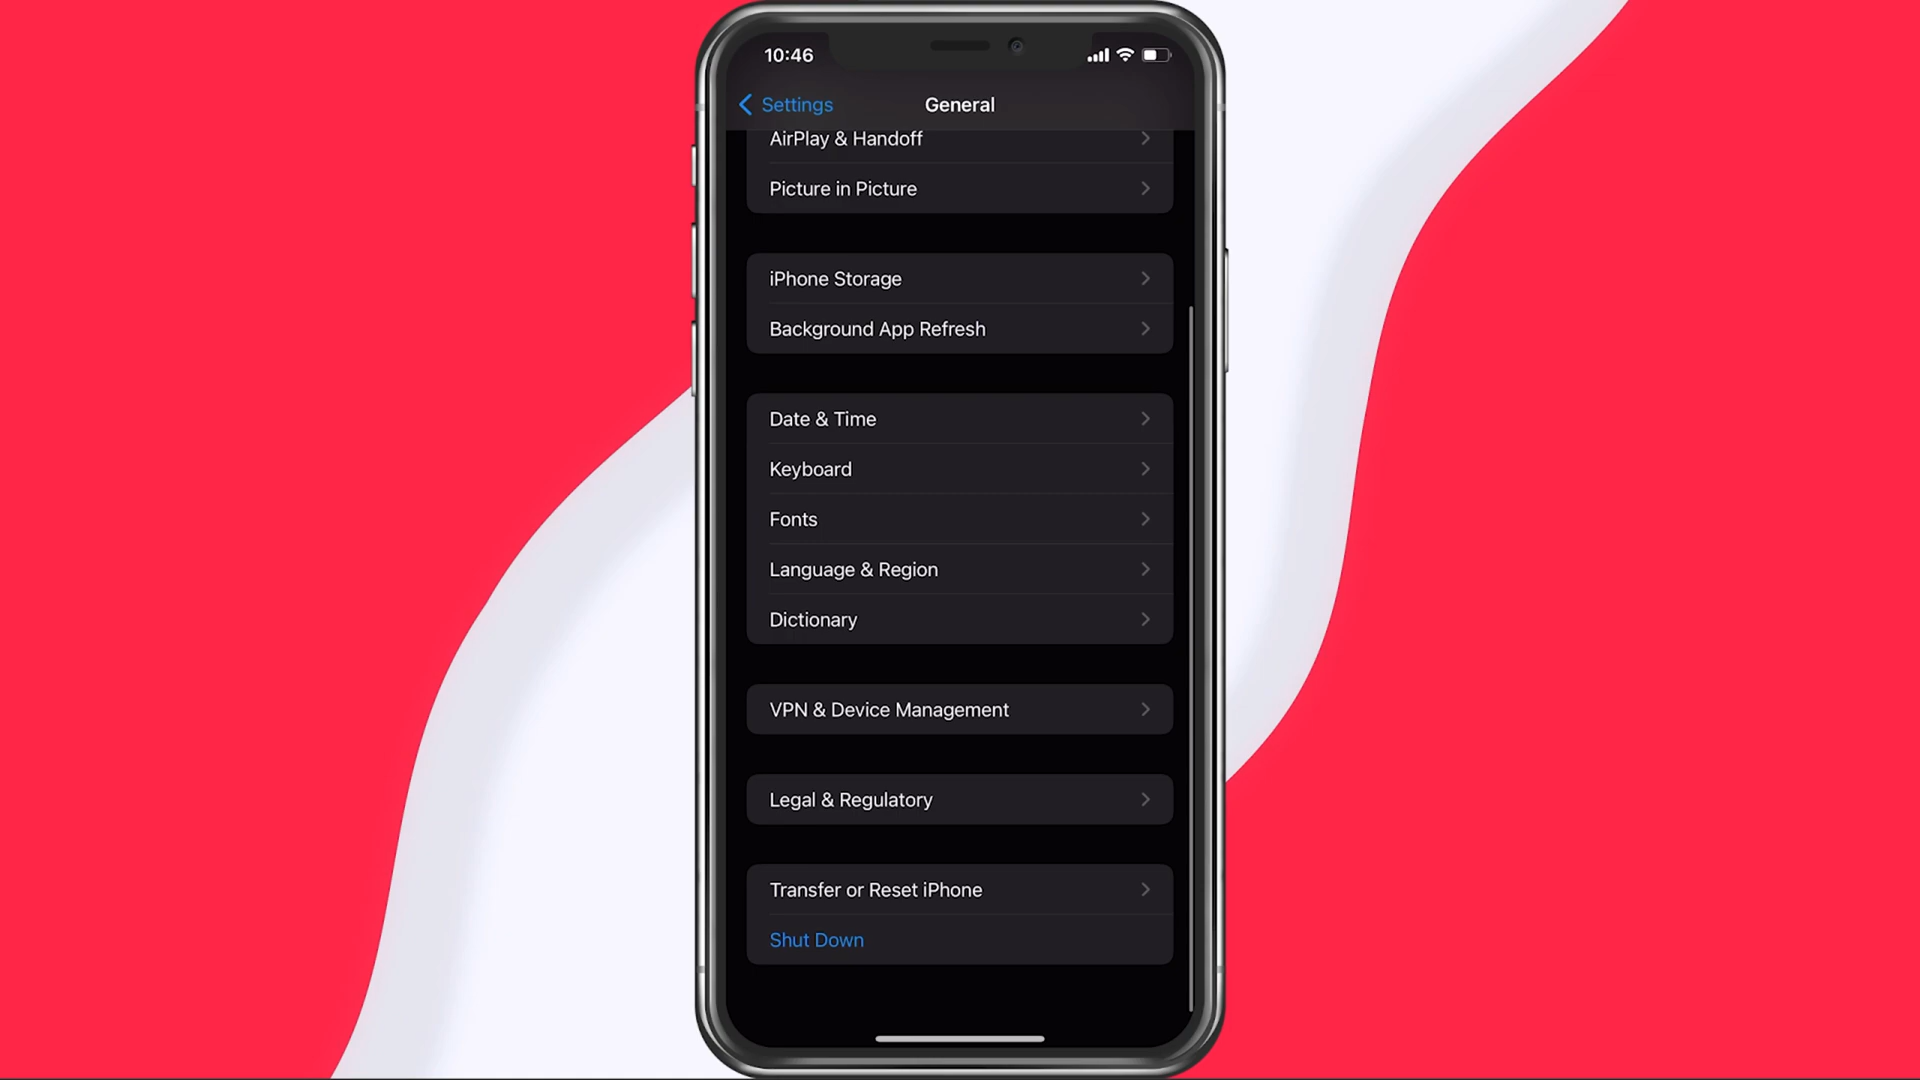 10:46
Settings
General
AirPlay & Handoff
Picture in Picture
iPhone Storage
Background App Refresh
Date & Time
Keyboard
Fonts
Language & Region
Dictionary
VPN & Device Management
Legal & Regulatory
Transfer or Reset iPhone
Shut Down